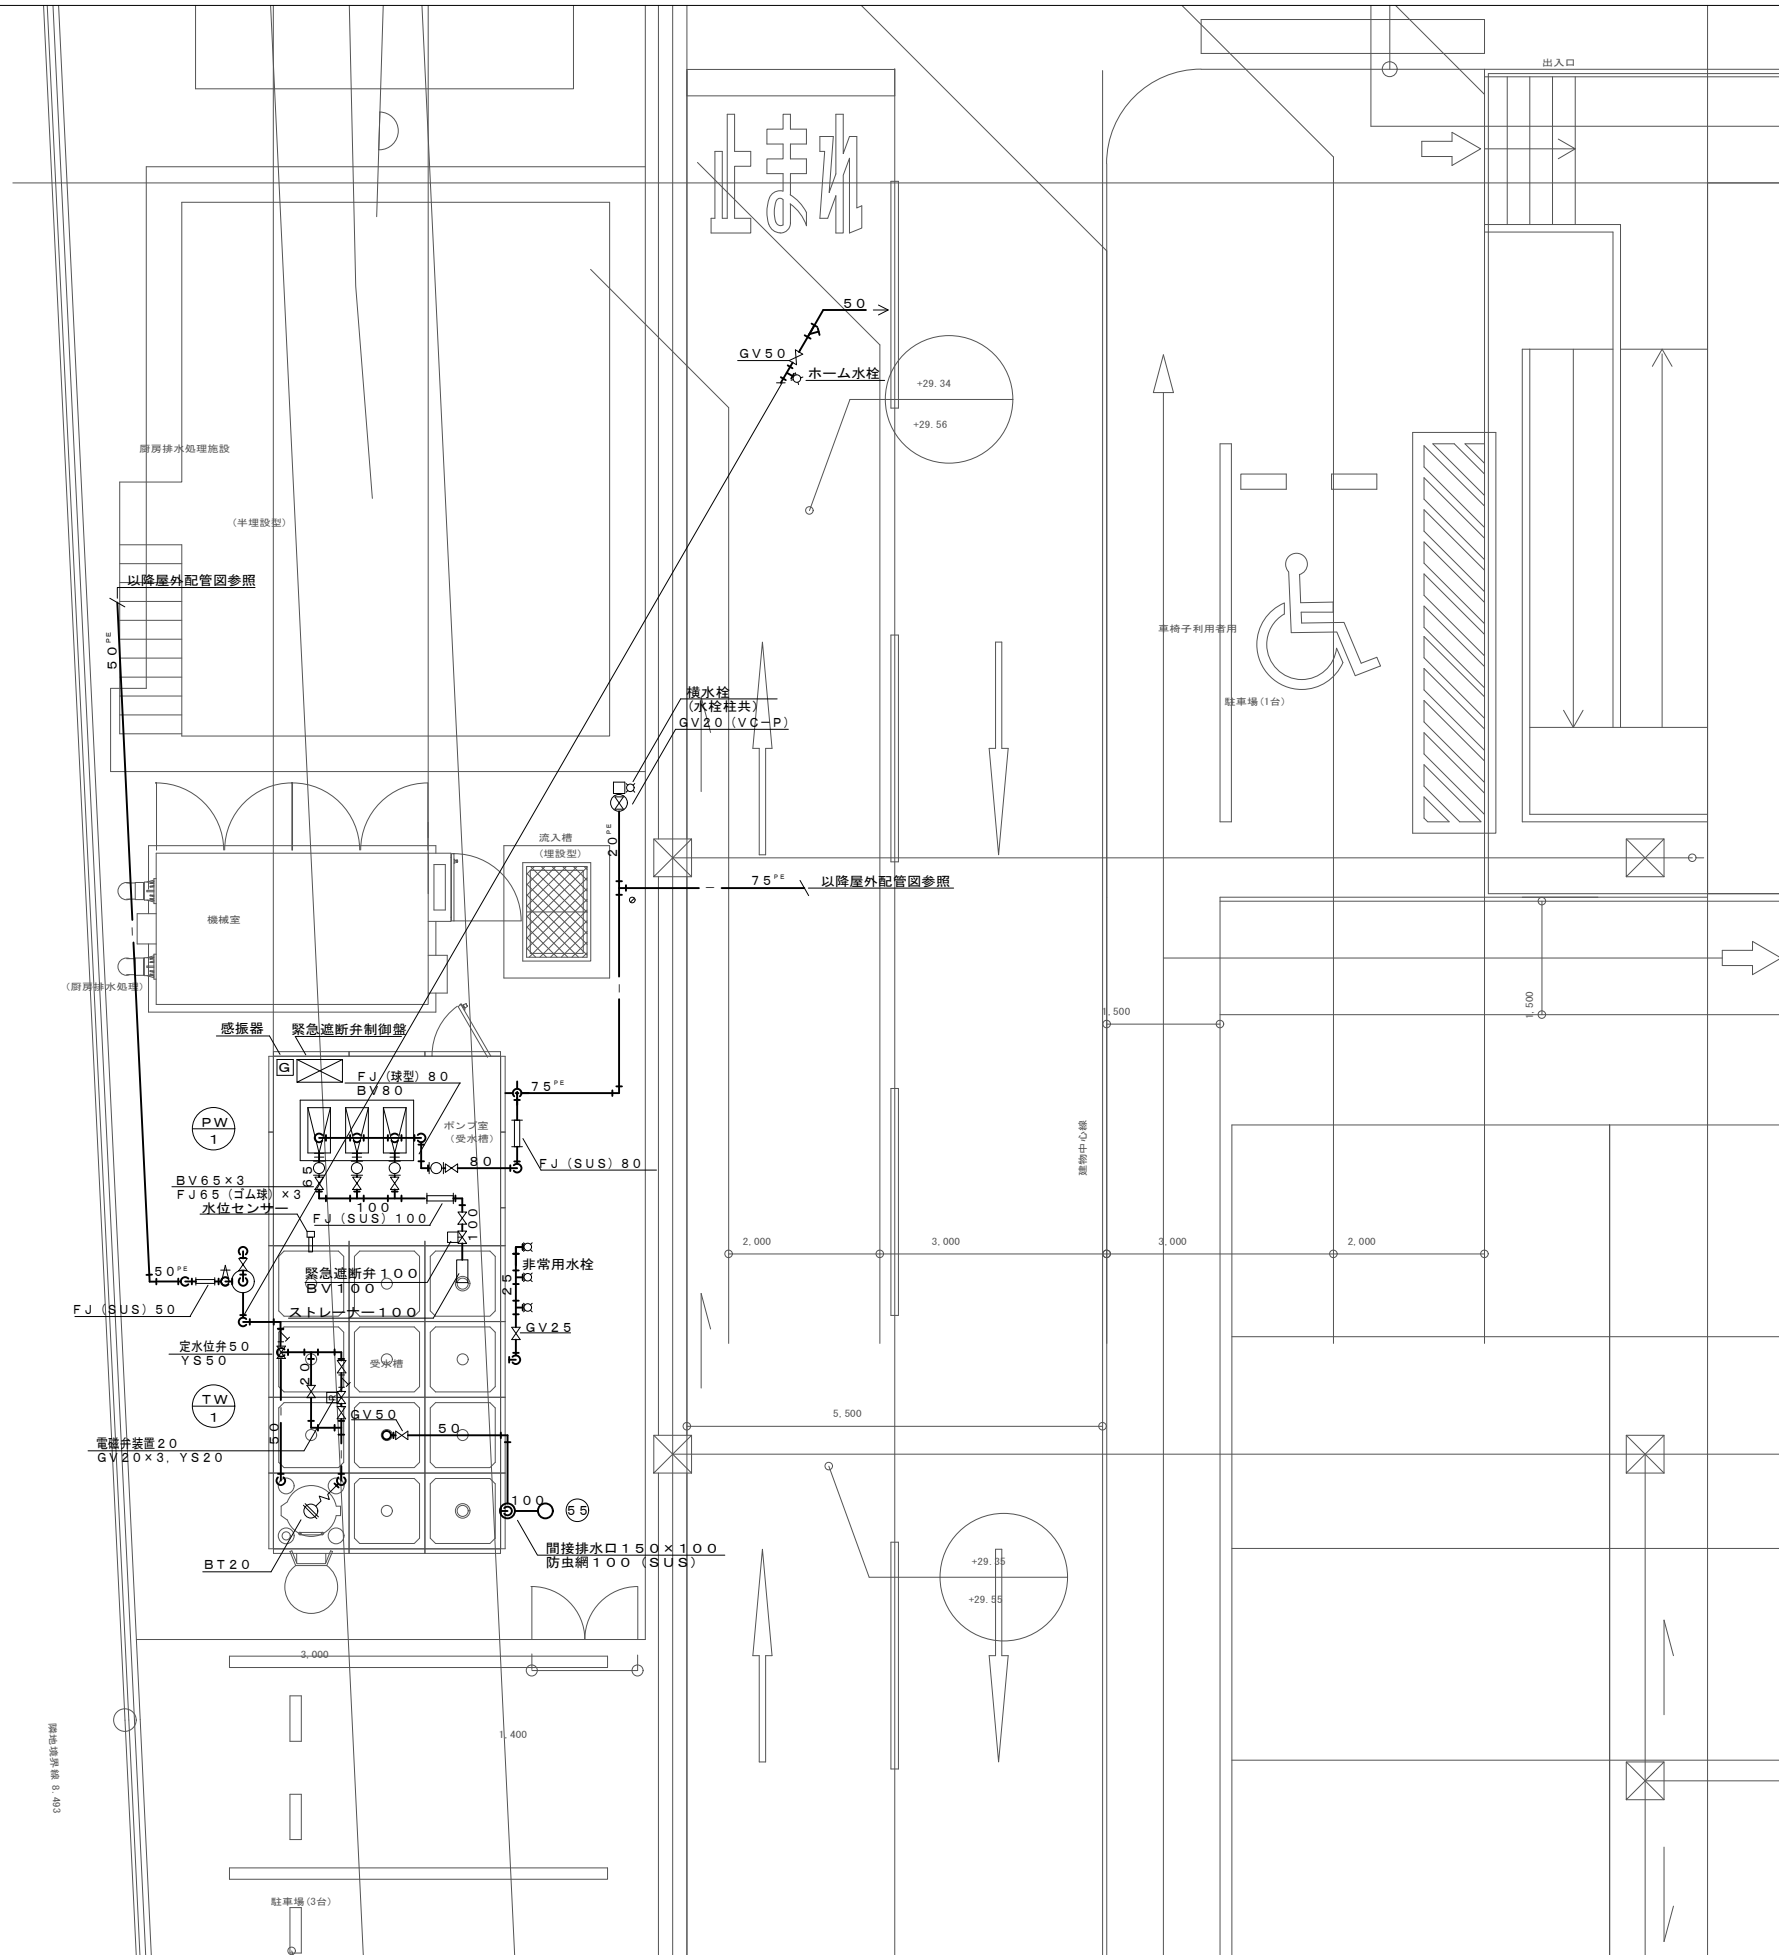 出入口
止まれ
50
GV50
ホーム水栓
+29.34
+29.56
厨房排水処理施設
(半埋設型)
以降屋外配管図参照
50PE
車椅子利用者用
駐車場(1台)
横水栓
(水栓柱共)
GV20(VC-P)
流入槽
(埋設型)
20PE
75PE
以降屋外配管図参照
機械室
(厨房排水処理)
1,500
1,500
感振器
緊急遮断弁制御盤
G
FJ(球型)80
BV80
75PE
PW
1
ポンプ室
(受水槽)
建物中心線
80
FJ(SUS)80
65
BV65×3
FJ65(ゴム球)×3
水位センサー
100
FJ(SUS)100
100
2,000
3,000
3,000
2,000
非常用水栓
50PE
緊急遮断弁100
BV100
25
FJ(SUS)50
ストレーナー100
GV25
定水位弁50
YS50
受水槽
20
TW
1
GV50
50
5,500
50
電磁弁装置20
GV20×3, YS20
100
55
間接排水口150×100
防虫網100(SUS)
BT20
+29.35
+29.55
3,000
1,400
隣地境界線 8.493
駐車場(3台)